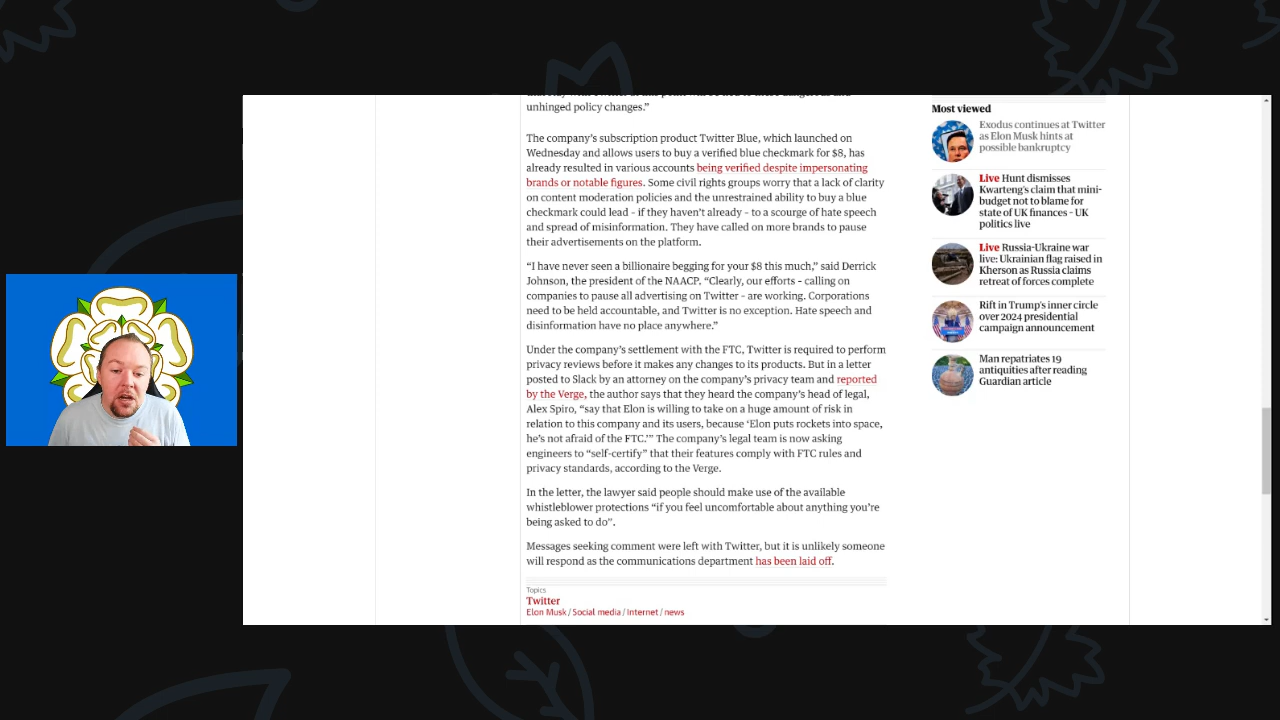 unhinged policy changes.”
The company’s subscription product Twitter Blue, which launched on
Wednesday and allows users to buy a verified blue checkmark for $8, has
already resulted in various accounts being verified despite impersonating
brands or notable figures. Some civil rights groups worry that a lack of clarity
on content moderation policies and the unrestrained ability to buy a blue
checkmark could lead – if they haven’t already – to a scourge of hate speech
and spread of misinformation. They have called on more brands to pause
their advertisements on the platform.
“I have never seen a billionaire begging for your $8 this much,” said Derrick
Johnson, the president of the NAACP. “Clearly, our efforts – calling on
companies to pause all advertising on Twitter – are working. Corporations
need to be held accountable, and Twitter is no exception. Hate speech and
disinformation have no place anywhere.”
Under the company’s settlement with the FTC, Twitter is required to perform
privacy reviews before it makes any changes to its products. But in a letter
posted to Slack by an attorney on the company’s privacy team and reported
by the Verge, the author says that they heard the company’s head of legal,
Alex Spiro, “say that Elon is willing to take on a huge amount of risk in
relation to this company and its users, because ‘Elon puts rockets into space,
he’s not afraid of the FTC.’” The company’s legal team is now asking
engineers to “self-certify” that their features comply with FTC rules and
privacy standards, according to the Verge.
In the letter, the lawyer said people should make use of the available
whistleblower protections “if you feel uncomfortable about anything you’re
being asked to do”.
Messages seeking comment were left with Twitter, but it is unlikely someone
will respond as the communications department has been laid off.
Topics
Twitter
Elon Musk / Social media / Internet / news
Most viewed
Exodus continues at Twitter
as Elon Musk hints at
possible bankruptcy
Live Hunt dismisses
Kwarteng’s claim that mini-
budget not to blame for
state of UK finances – UK
politics live
Live Russia-Ukraine war
live: Ukrainian flag raised in
Kherson as Russia claims
retreat of forces complete
Rift in Trump’s inner circle
over 2024 presidential
campaign announcement
Man repatriates 19
antiquities after reading
Guardian article